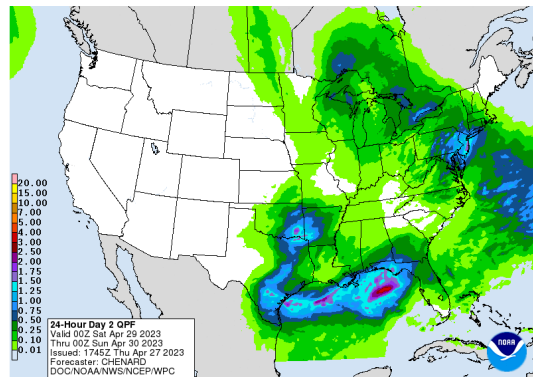 20.00
15.00
10.00
7.00
5.00
4.00
3.00
2.50
2.00
1.75
1.50
1.25
1.00
0.75
0.50
0.25
0.10
0.01
24-Hour Day 2 QPF
Valid 00Z Sat Apr 29 2023
Thru 00Z Sun Apr 30 2023
Issued: 1745Z Thu Apr 27 2023
Forecaster: CHENARD
DOC/NOAA/NWS/NCEP/WPC
NOAA